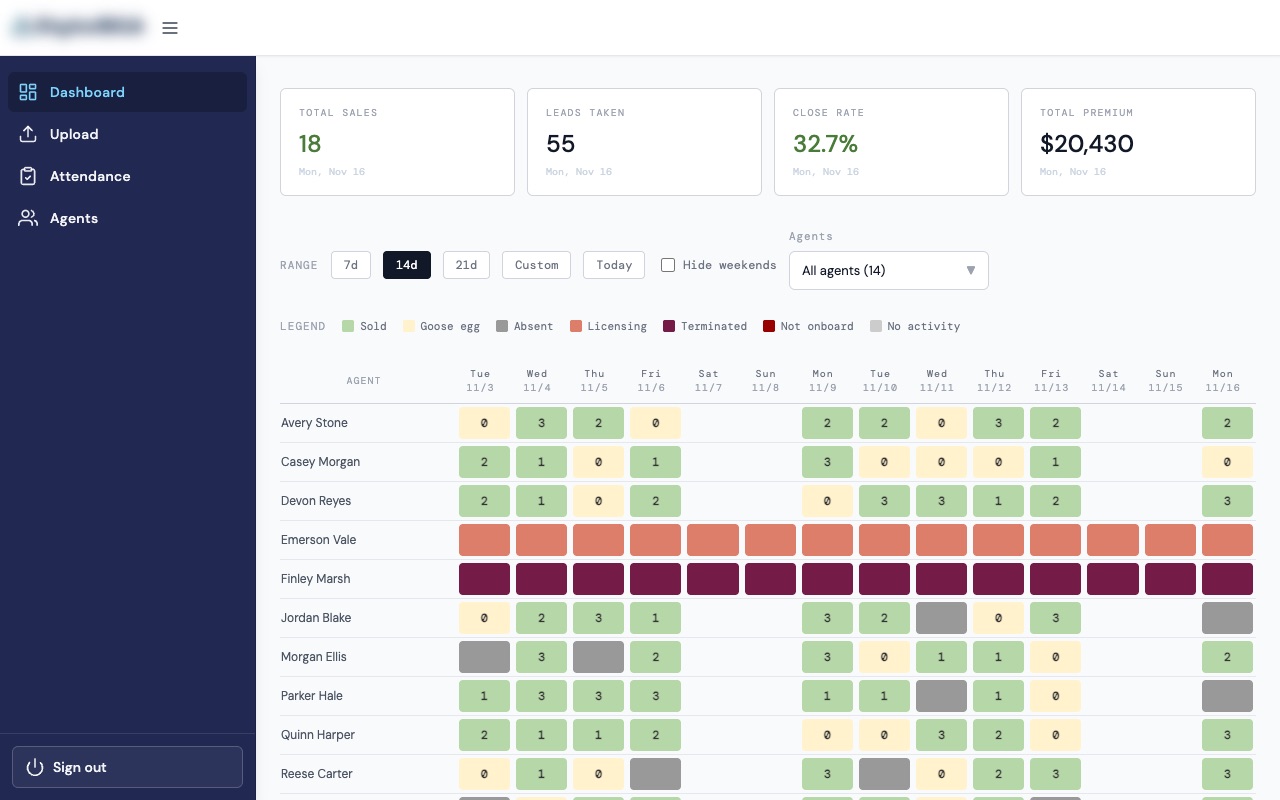 Dashboard
Upload
Attendance
Agents
Sign out
TOTAL SALES
18
Mon, Nov 16
LEADS TAKEN
55
Mon, Nov 16
CLOSE RATE
32.7%
Mon, Nov 16
TOTAL PREMIUM
$20,430
Mon, Nov 16
Agents
RANGE 7d 14d 21d Custom Today Hide weekends All agents (14)
LEGEND Sold Goose egg Absent Licensing Terminated Not onboard No activity
AGENT Tue 11/3 Wed 11/4 Thu 11/5 Fri 11/6 Sat 11/7 Sun 11/8 Mon 11/9 Tue 11/10 Wed 11/11 Thu 11/12 Fri 11/13 Sat 11/14 Sun 11/15 Mon 11/16
Avery Stone 0 3 2 0 2 2 0 3 2 2
Casey Morgan 2 1 0 1 3 0 0 0 1 0
Devon Reyes 2 1 0 2 0 3 3 1 2 3
Emerson Vale
Finley Marsh
Jordan Blake 0 2 3 1 3 2 0 3
Morgan Ellis 3 2 3 0 1 1 0 2
Parker Hale 1 3 3 3 1 1 1 0
Quinn Harper 2 1 1 2 0 0 3 2 0 3
Reese Carter 0 1 0 3 0 2 3 3